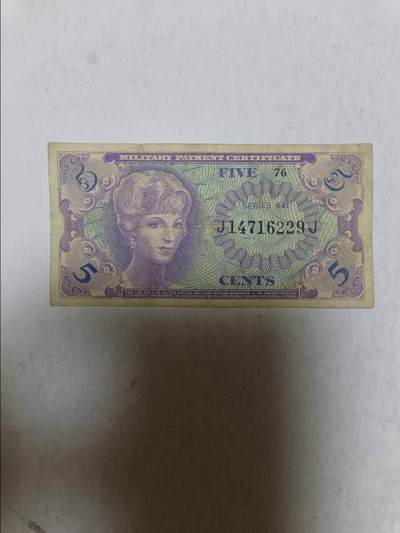 MILITARY PAYMENT CERTIFICATE
5 FIVE 76 5
SERIES 641
J14716229J
5 CENTS 5